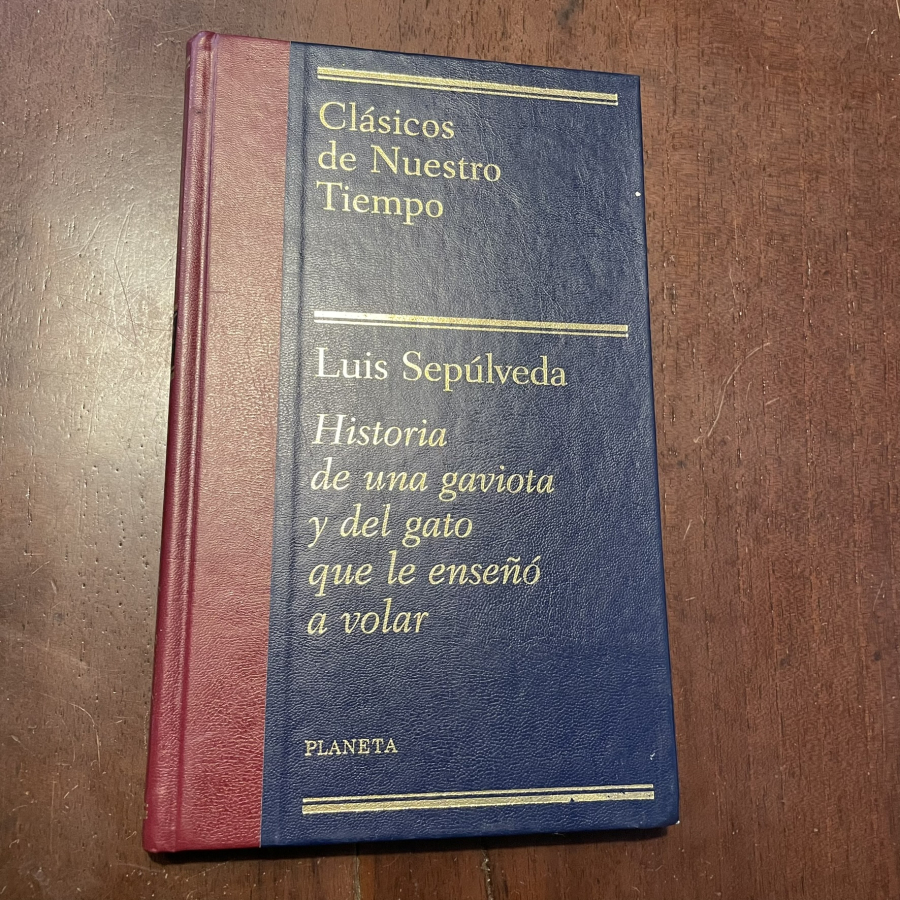 Clásicos
de Nuestro
Tiempo
Luis Sepúlveda
Historia
de una gaviota
y del gato
que le enseñó
a volar
PLANETA